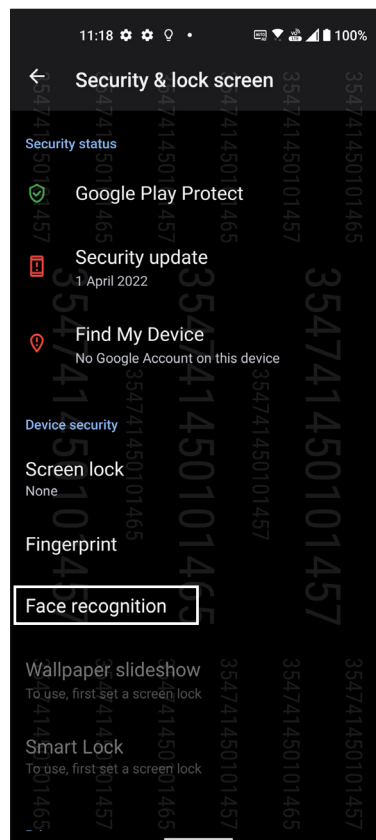 11:18
100%
Security & lock screen
Security status
Google Play Protect
Security update
1 April 2022
Find My Device
No Google Account on this device
Device security
Screen lock
None
Fingerprint
Face recognition
Wallpaper slideshow
To use, first set a screen lock
Smart Lock
To use, first set a screen lock
354741450101457
354741450101465